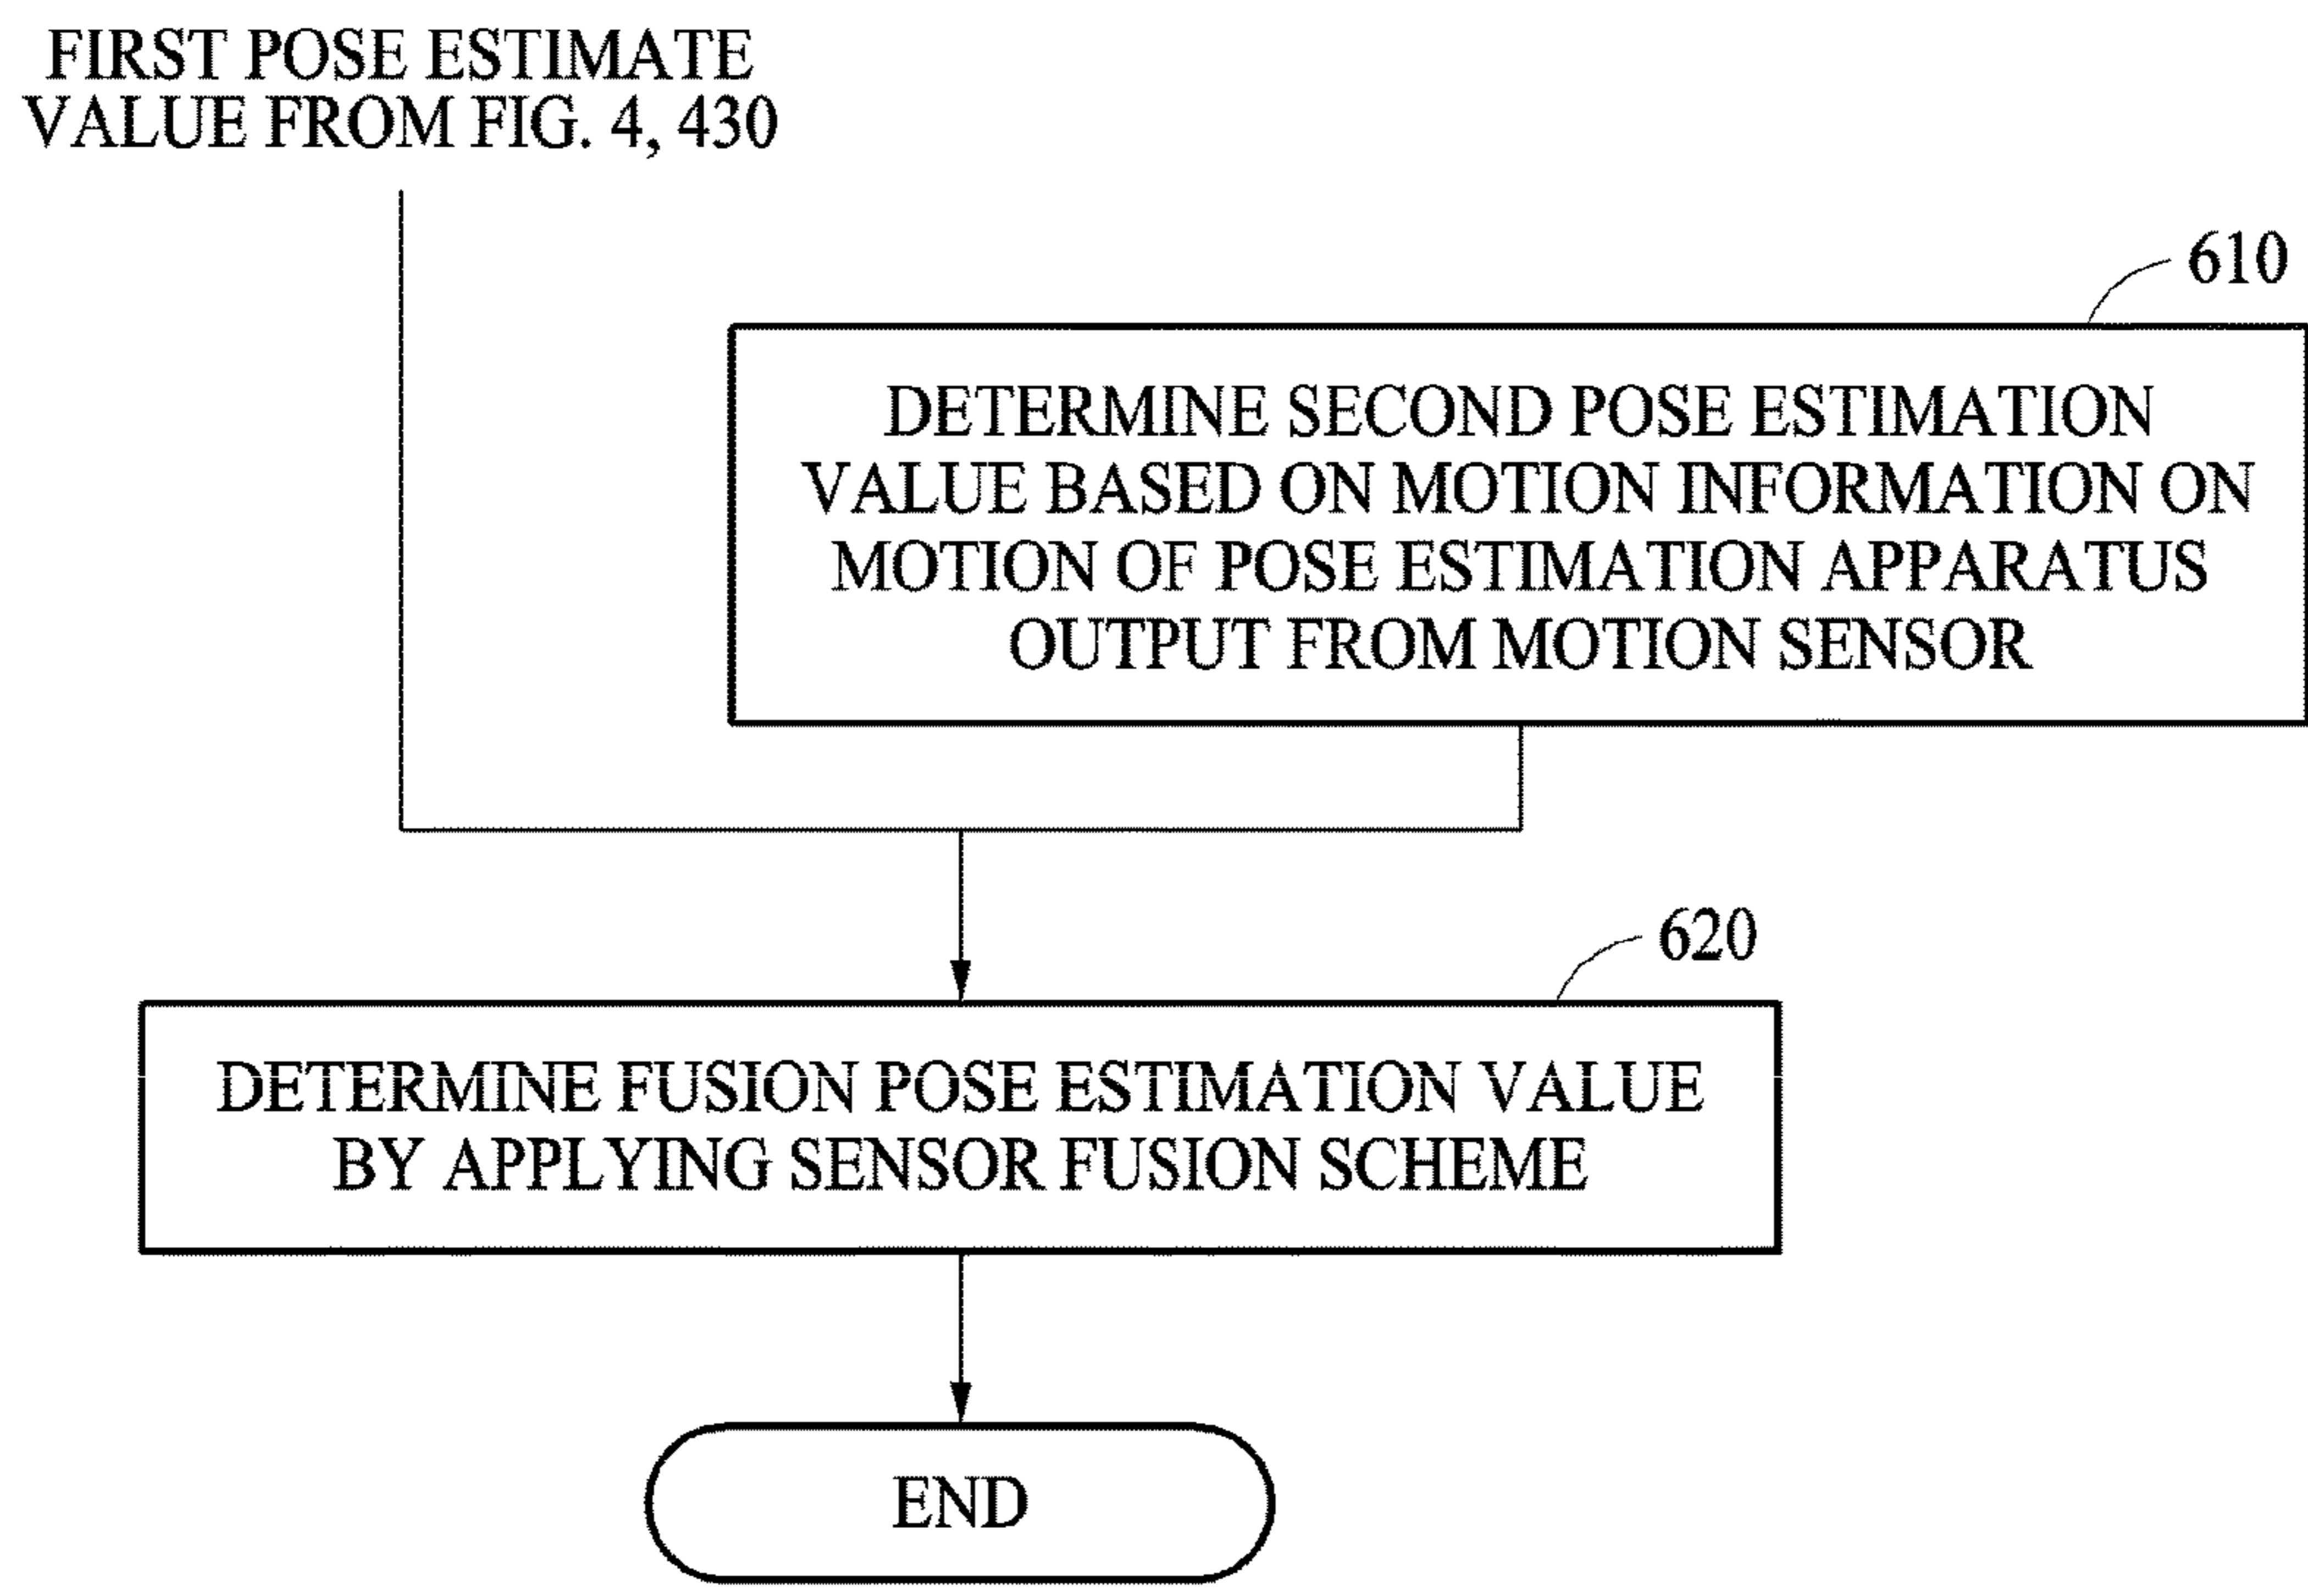 FIRST POSE ESTIMATE
VALUE FROM FIG. 4, 430
610
DETERMINE SECOND POSE ESTIMATION
VALUE BASED ON MOTION INFORMATION ON
MOTION OF POSE ESTIMATION APPARATUS
OUTPUT FROM MOTION SENSOR
620
DETERMINE FUSION POSE ESTIMATION VALUE
BY APPLYING SENSOR FUSION SCHEME
END